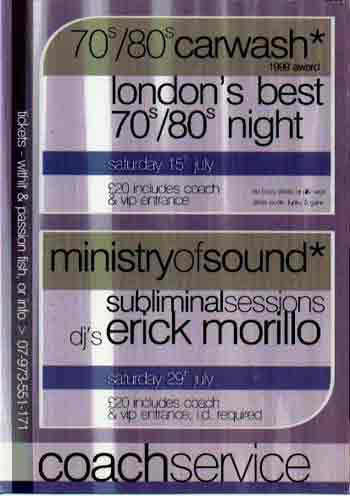 70s/80s carwash*
1999 award
london's best
70s/80s night
saturday 15th july
£20 includes coach
& vip entrance
ministryofsound*
subliminalsessions
dj's erick morillo
saturday 29th july
£20 includes coach
& vip entrance, i.d. required
coachservice
tickets - withit & passion fish, or info > 07-973-551-171